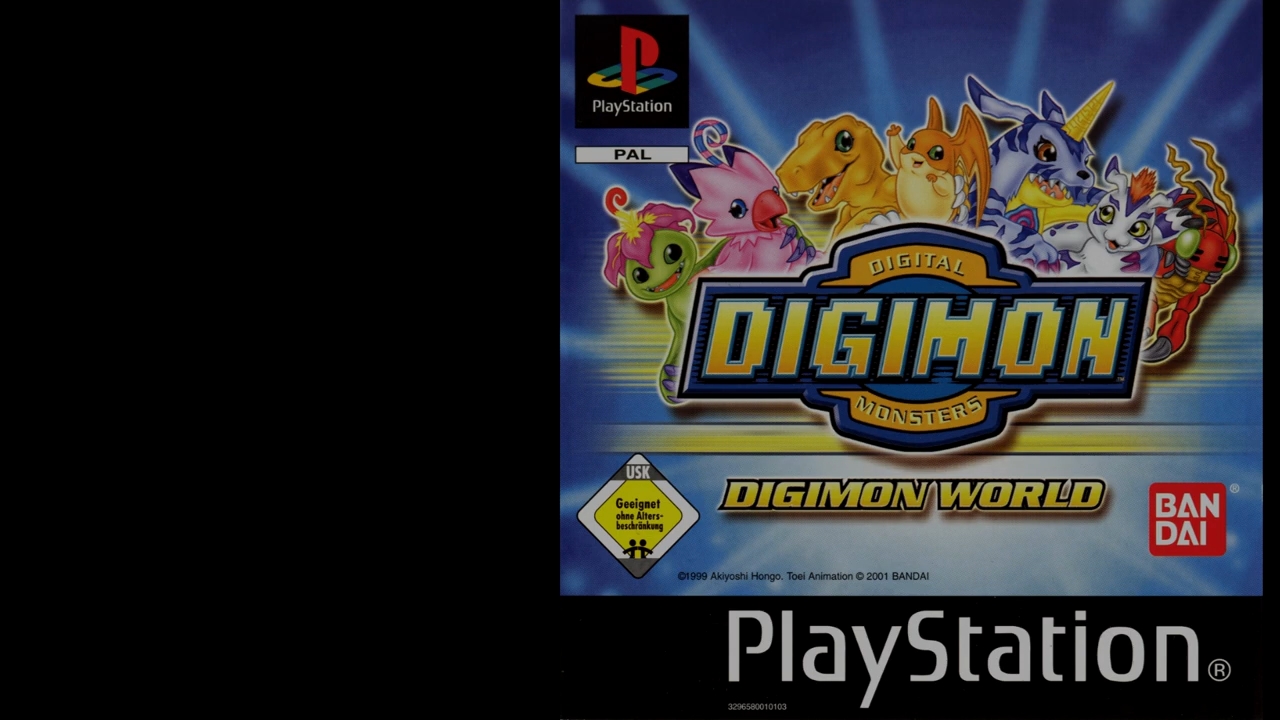 PlayStation
PAL
DIGITAL
DIGIMON
™
MONSTERS
USK
Geeignet
ohne Alters-
beschränkung
DIGIMON WORLD
BAN
DAI
®
©1999 Akiyoshi Hongo, Toei Animation © 2001 BANDAI
PlayStation®
3296580010103